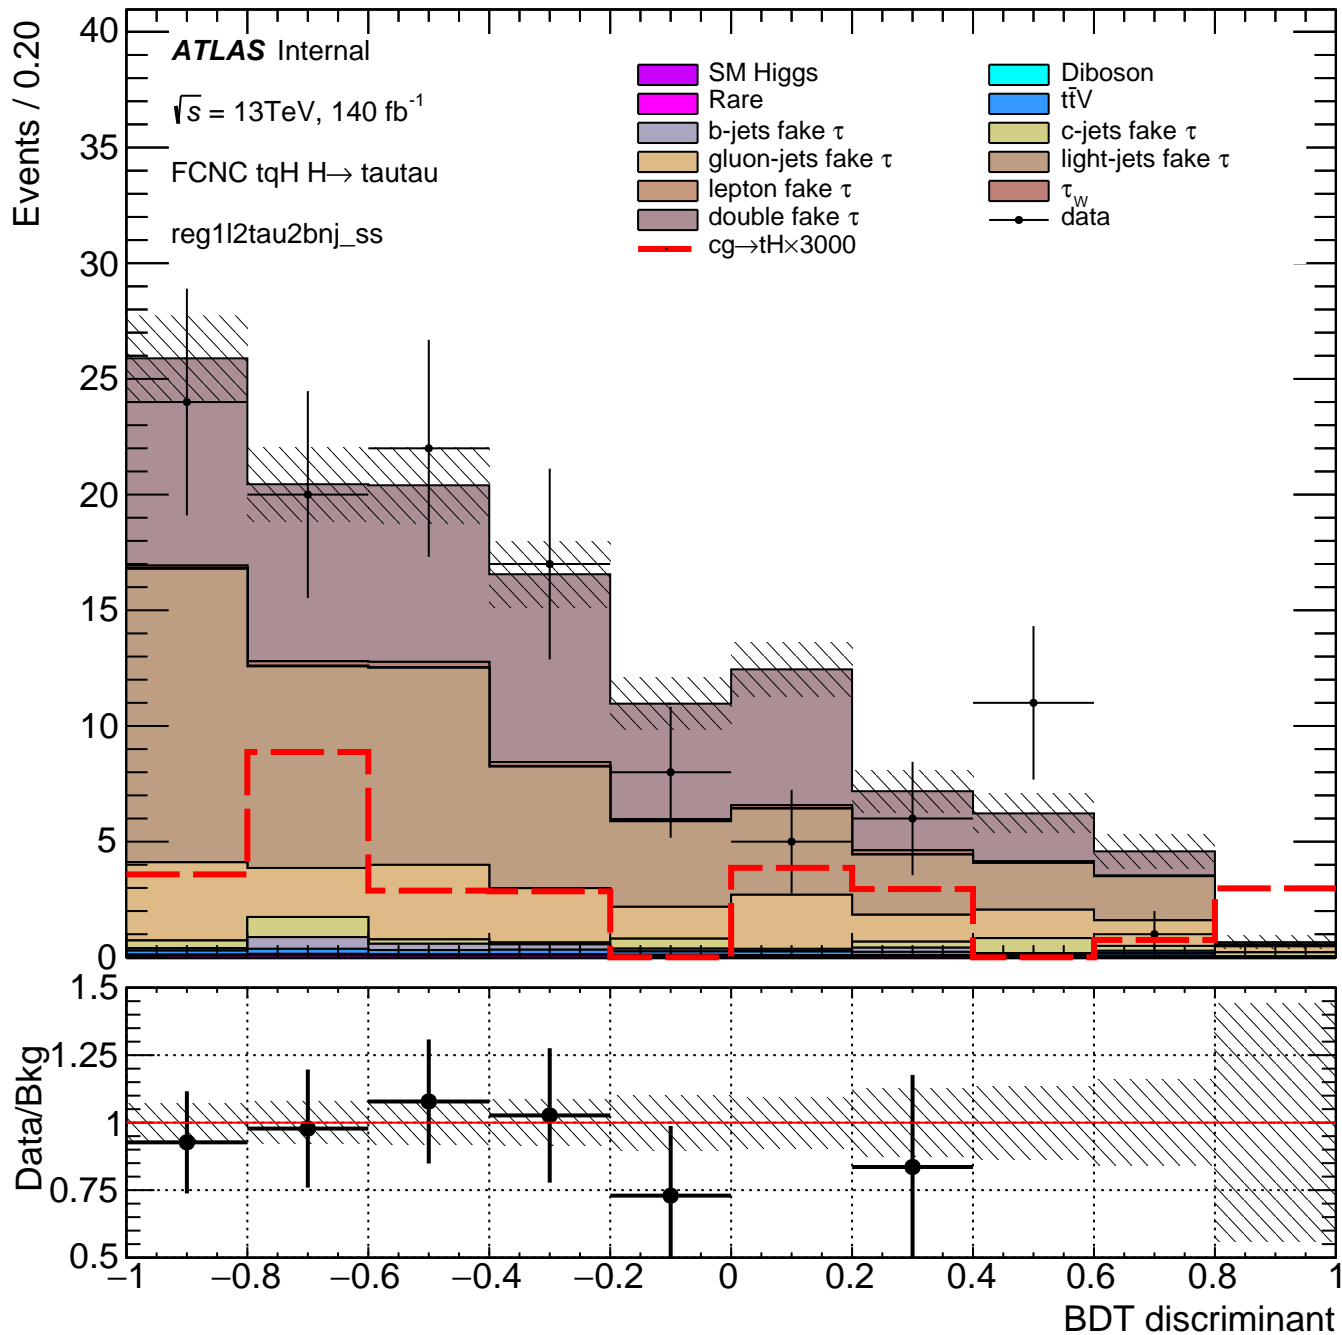 Events / 0.20
40
35
30
25
20
15
10
5
0
ATLAS Internal
√s = 13TeV, 140 fb⁻¹
FCNC tqH H→ tautau
reg1l2tau2bnj_ss
SM Higgs
Diboson
Rare
tt̄V
b-jets fake τ
c-jets fake τ
gluon-jets fake τ
light-jets fake τ
lepton fake τ
τ_W
double fake τ
data
cg→tH×3000
Data/Bkg
1.5
1.25
1
0.75
0.5
−1 −0.8 −0.6 −0.4 −0.2 0 0.2 0.4 0.6 0.8 1
BDT discriminant